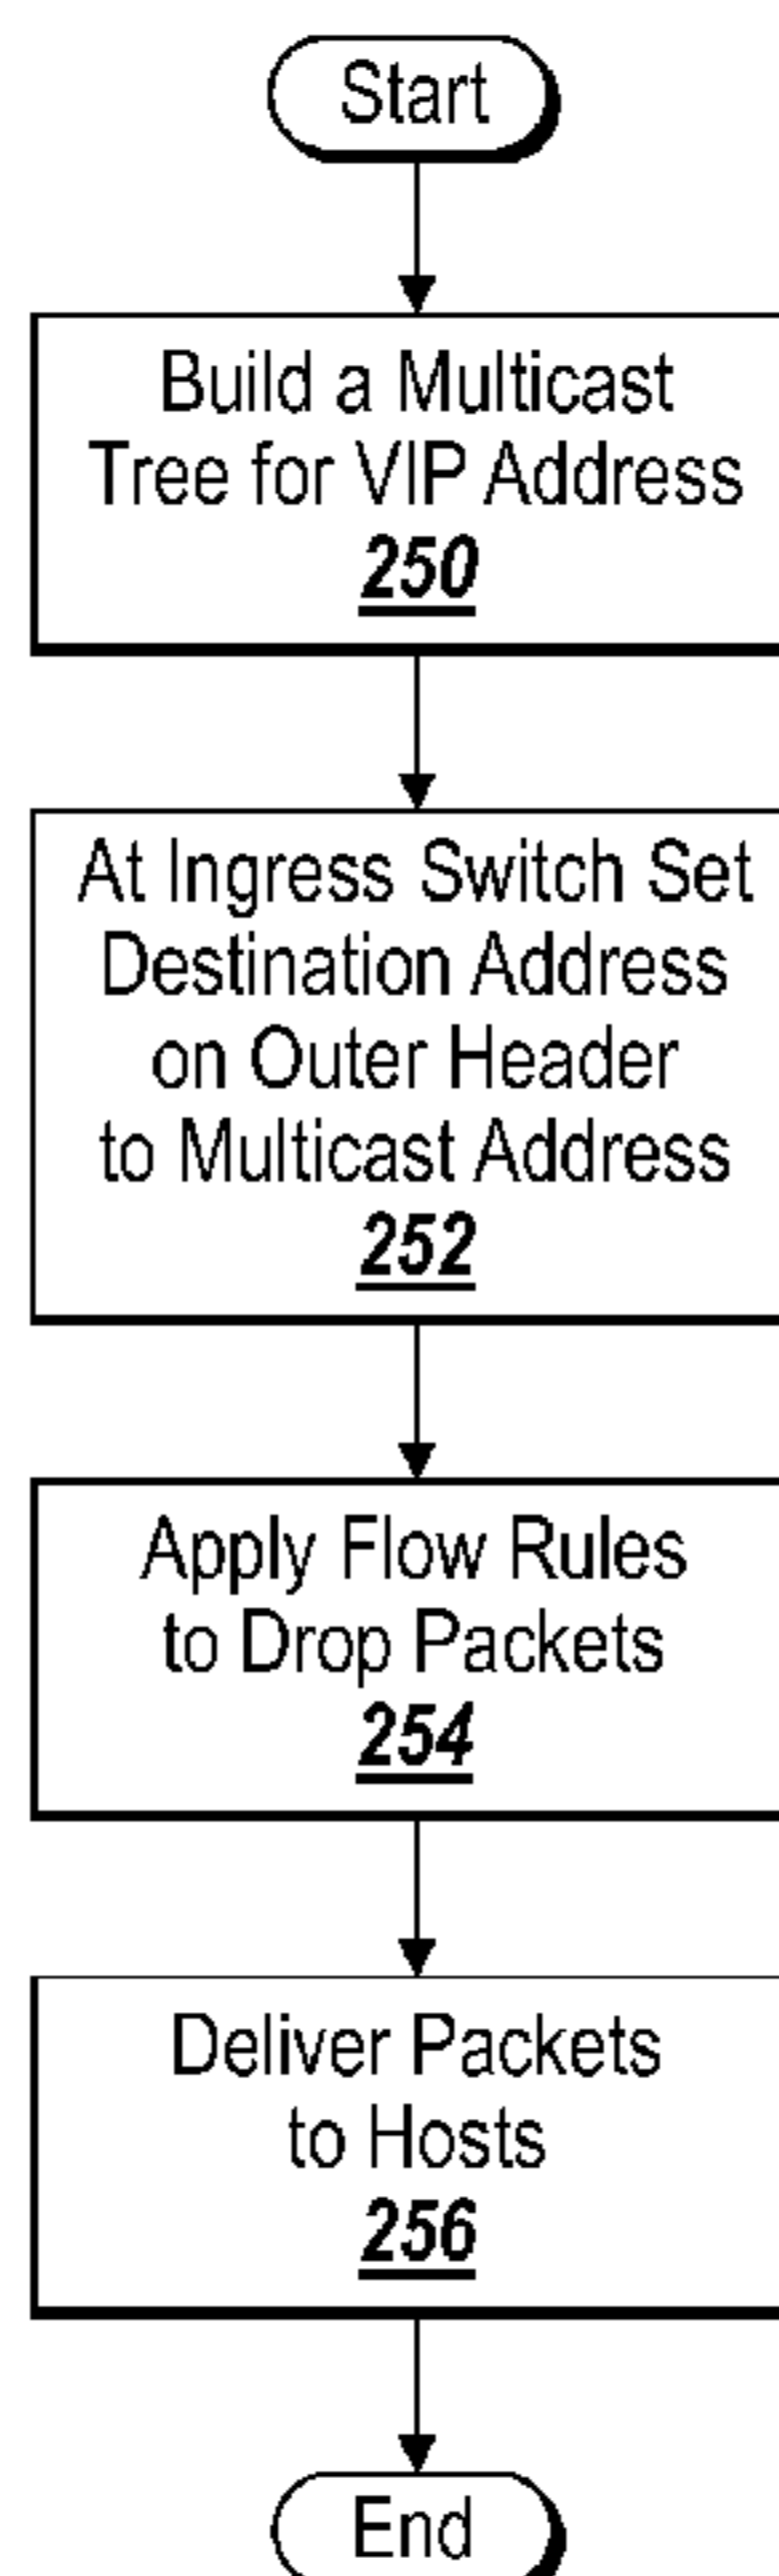 Start
Build a Multicast
Tree for VIP Address
250
At Ingress Switch Set
Destination Address
on Outer Header
to Multicast Address
252
Apply Flow Rules
to Drop Packets
254
Deliver Packets
to Hosts
256
End